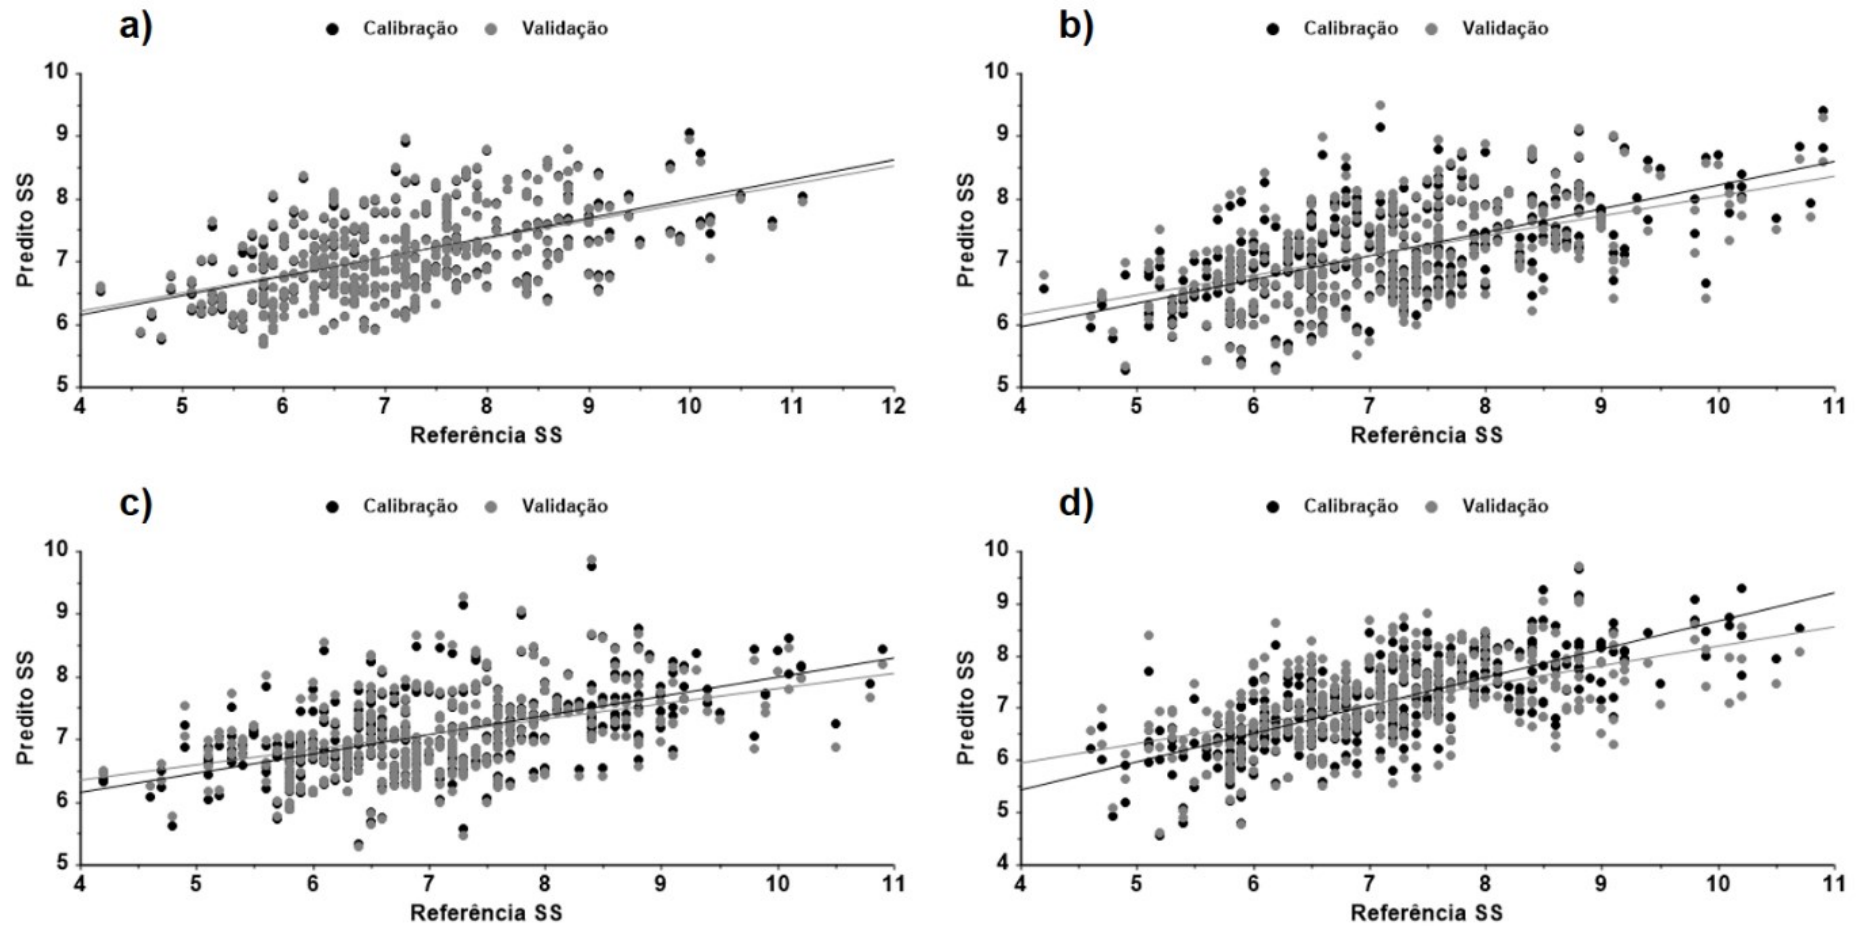 a)
Calibração Validação
10
9
8
7
6
5
Predito SS
4 5 6 7 8 9 10 11 12
Referência SS
b)
Calibração Validação
10
9
8
7
6
5
Predito SS
4 5 6 7 8 9 10 11
Referência SS
c)
Calibração Validação
10
9
8
7
6
5
Predito SS
4 5 6 7 8 9 10 11
Referência SS
d)
Calibração Validação
10
9
8
7
6
5
4
Predito SS
4 5 6 7 8 9 10 11
Referência SS